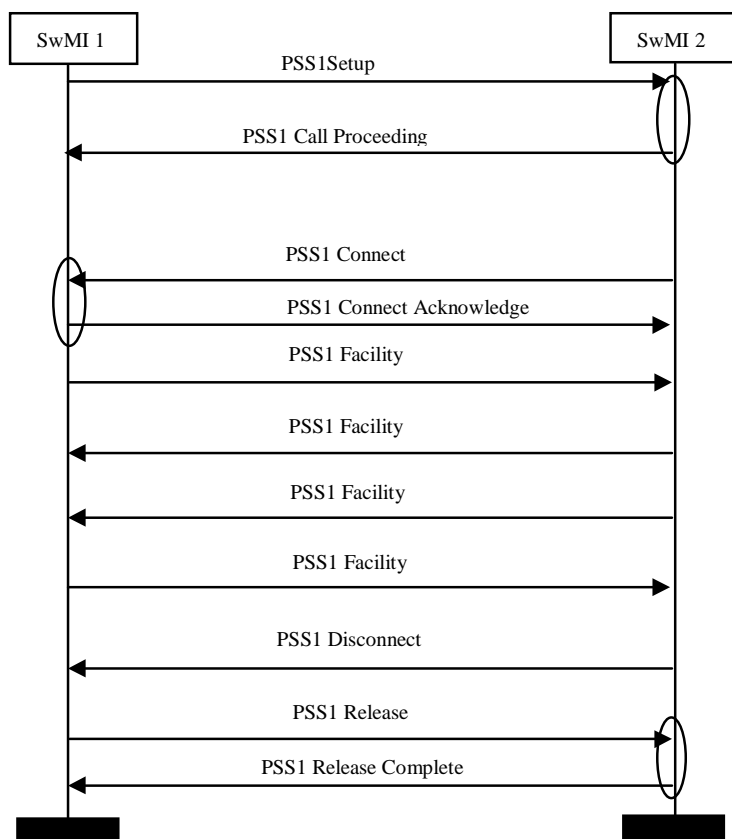 SwMI 1
SwMI 2
PSS1Setup
PSS1 Call Proceeding
PSS1 Connect
PSS1 Connect Acknowledge
PSS1 Facility
PSS1 Facility
PSS1 Facility
PSS1 Facility
PSS1 Disconnect
PSS1 Release
PSS1 Release Complete